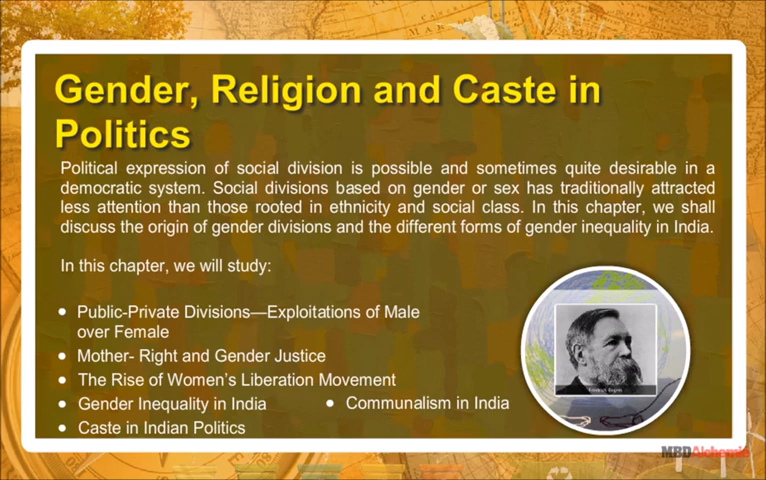 Gender, Religion and Caste in
Politics
Political expression of social division is possible and sometimes quite desirable in a
democratic system. Social divisions based on gender or sex has traditionally attracted
less attention than those rooted in ethnicity and social class. In this chapter, we shall
discuss the origin of gender divisions and the different forms of gender inequality in India.
In this chapter, we will study:
• Public-Private Divisions—Exploitations of Male
over Female
• Mother- Right and Gender Justice
• The Rise of Women's Liberation Movement
• Gender Inequality in India
• Communalism in India
• Caste in Indian Politics
Friedrich Engels
MBDAlchemie